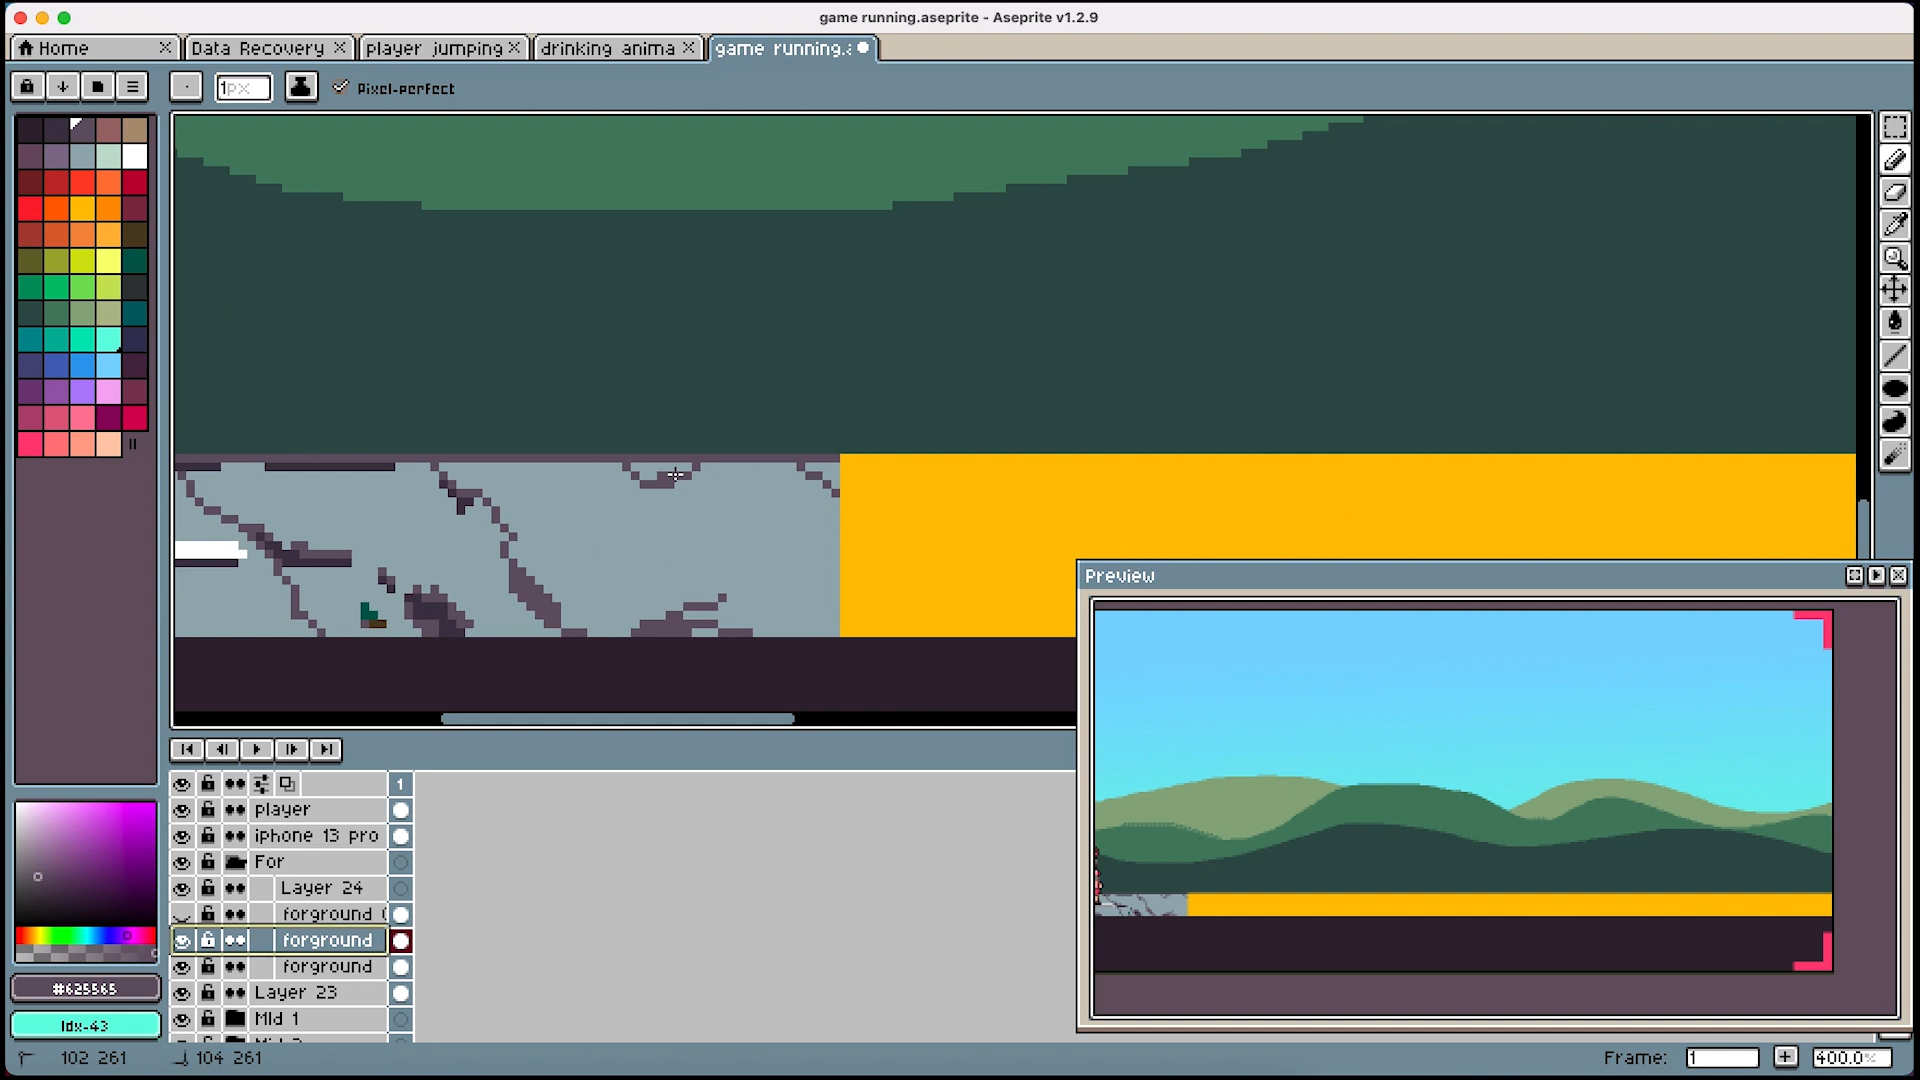 game running.aseprite - Aseprite v1.2.9
Home
Data Recovery
player jumping
drinking anima
game running.a
1px
Pixel-perfect
Preview
1
player
iphone 13 pro
For
Layer 24
forground (
forground
forground
Layer 23
MId 1
#625565
Idx-43
102 261
104 261
Frame:
1
400.0%